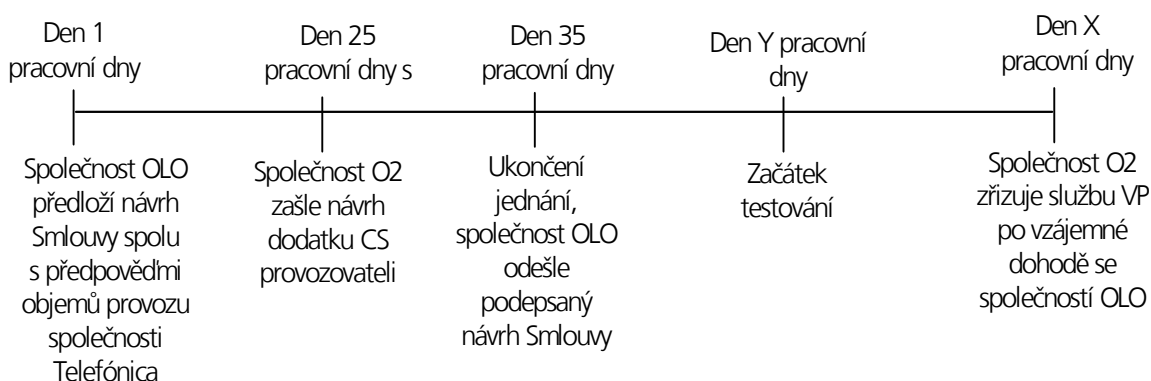 Den 1
pracovní dny
Den 25
pracovní dny s
Den 35
pracovní dny
Den Y pracovní
dny
Den X
pracovní dny
Společnost OLO
předloží návrh
Smlouvy spolu
s předpověďmi
objemů provozu
společnosti
Telefónica
Společnost O2
zašle návrh
dodatku CS
provozovateli
Ukončení
jednání,
společnost OLO
odešle
podepsaný
návrh Smlouvy
Začátek
testování
Společnost O2
zřizuje službu VP
po vzájemné
dohodě se
společností OLO